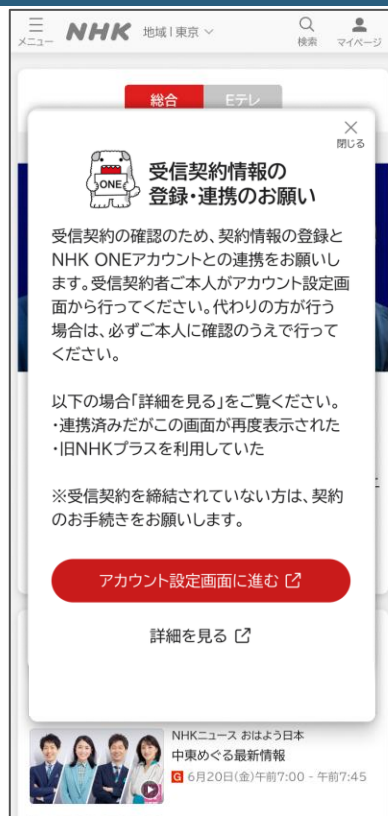 メニュー
NHK
地域|東京
検索
マイページ
総合
Eテレ
閉じる
ONE
受信契約情報の
登録・連携のお願い
受信契約の確認のため、契約情報の登録と
NHK ONEアカウントとの連携をお願いし
ます。受信契約者ご本人がアカウント設定画
面から行ってください。代わりの方が行う
場合は、必ずご本人に確認のうえで行って
ください。
以下の場合「詳細を見る」をご覧ください。
・連携済みだがこの画面が再度表示された
・旧NHKプラスを利用していた
※受信契約を締結されていない方は、契約
のお手続きをお願いします。
アカウント設定画面に進む
詳細を見る
NHKニュース おはよう日本
中東めぐる最新情報
G 6月20日(金)午前7:00 - 午前7:45